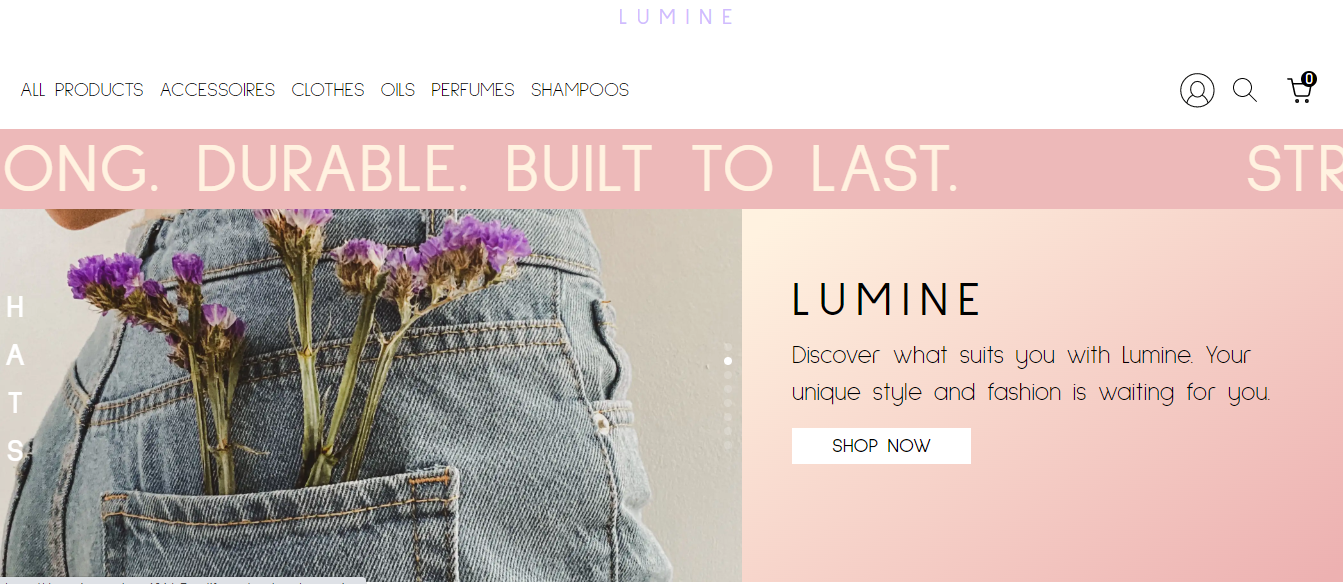 LUMINE
ALL PRODUCTS ACCESSOIRES CLOTHES OILS PERFUMES SHAMPOOS
0
ONG. DURABLE. BUILT TO LAST. STR
HATS
LUMINE
Discover what suits you with Lumine. Your
unique style and fashion is waiting for you.
SHOP NOW